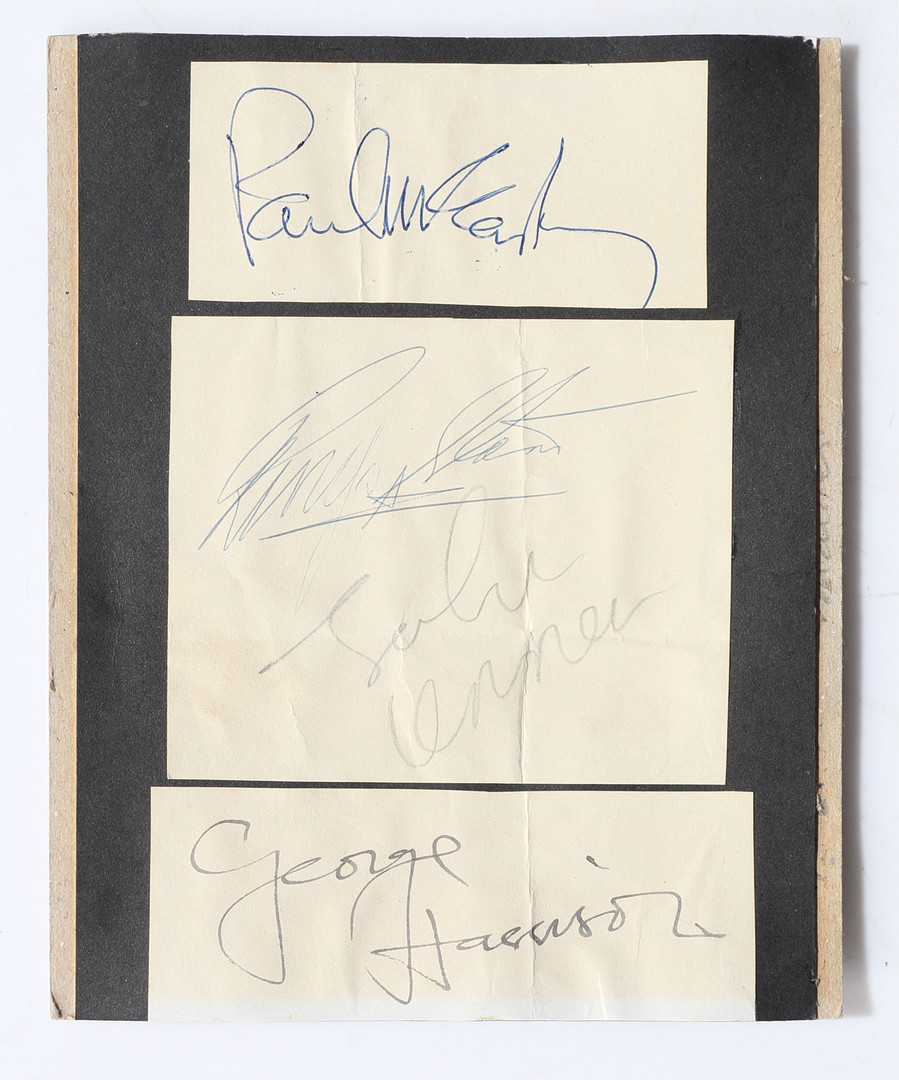 Paul McCartney
Ringo Starr
John
Lennon
George
Harrison